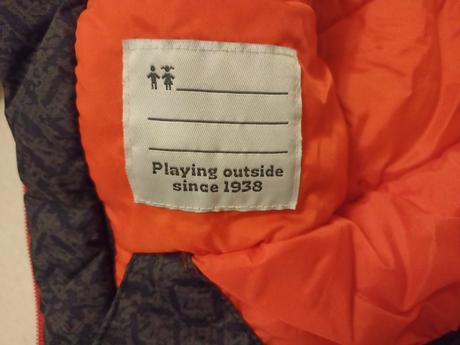 Playing outside
since 1938